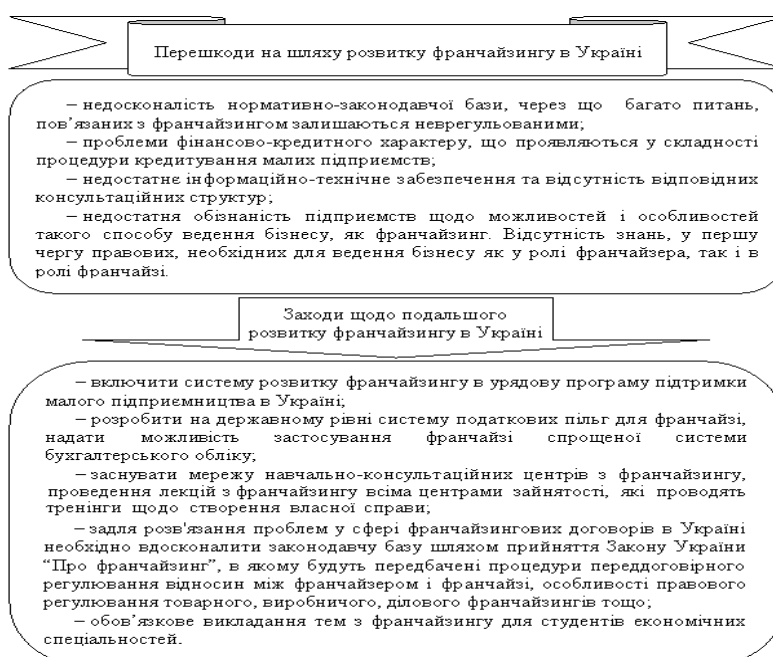 Перешкоди на шляху розвитку франчайзингу в Україні
– недосконалість нормативно-законодавчої бази, через що багато питань,
пов’язаних з франчайзингом залишаються неврегульованими;
– проблеми фінансово-кредитного характеру, що проявляються у складності
процедури кредитування малих підприємств;
– недостатнє інформаційно-технічне забезпечення та відсутність відповідних
консультаційних структур;
– недостатня обізнаність підприємств щодо можливостей і особливостей
такого способу ведення бізнесу, як франчайзинг. Відсутність знань, у першу
чергу правових, необхідних для ведення бізнесу як у ролі франчайзера, так і в
ролі франчайзі.
Заходи щодо подальшого
розвитку франчайзингу в Україні
– включити систему розвитку франчайзингу в урядову програму підтримки
малого підприємництва в Україні;
– розробити на державному рівні систему податкових пільг для франчайзі,
надати можливість застосування франчайзі спрощеної системи
бухгалтерського обліку;
– заснувати мережу навчально-консультаційних центрів з франчайзингу,
проведення лекцій з франчайзингу всіма центрами зайнятості, які проводять
тренінги щодо створення власної справи;
– задля розв'язання проблем у сфері франчайзингових договорів в Україні
необхідно вдосконалити законодавчу базу шляхом прийняття Закону України
“Про франчайзинг”, в якому будуть передбачені процедури переддоговірного
регулювання відносин між франчайзером і франчайзі, особливості правового
регулювання товарного, виробничого, ділового франчайзингів тощо;
– обов’язкове викладання тем з франчайзингу для студентів економічних
спеціальностей.